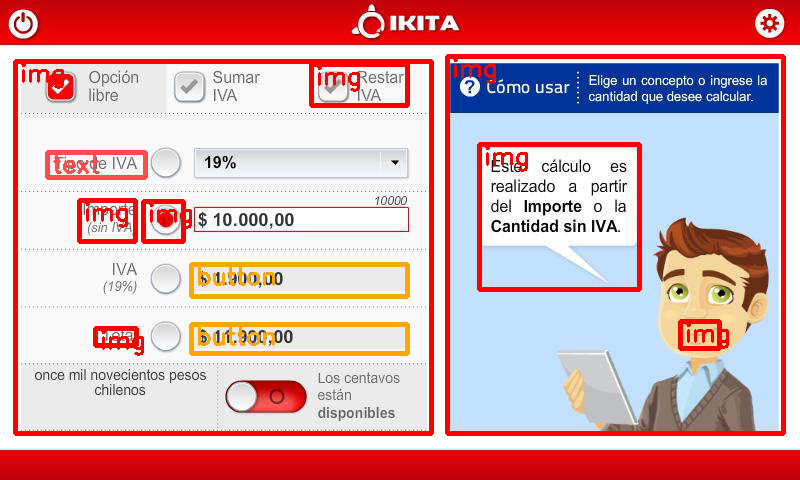 IKITA
img
Opción
libre
Sumar
IVA
img
Restar
IVA
text
de IVA
19%
img
(sin IVA)
img
10000
$ 10.000,00
IVA
(19%)
button
$ 1.900,00
img
button
$ 11.900,00
once mil novecientos pesos
chilenos
Los centavos
están
disponibles
img
? Cómo usar
Elige un concepto o ingrese la
cantidad que desee calcular.
img
Este cálculo es
realizado a partir
del Importe o la
Cantidad sin IVA.
img